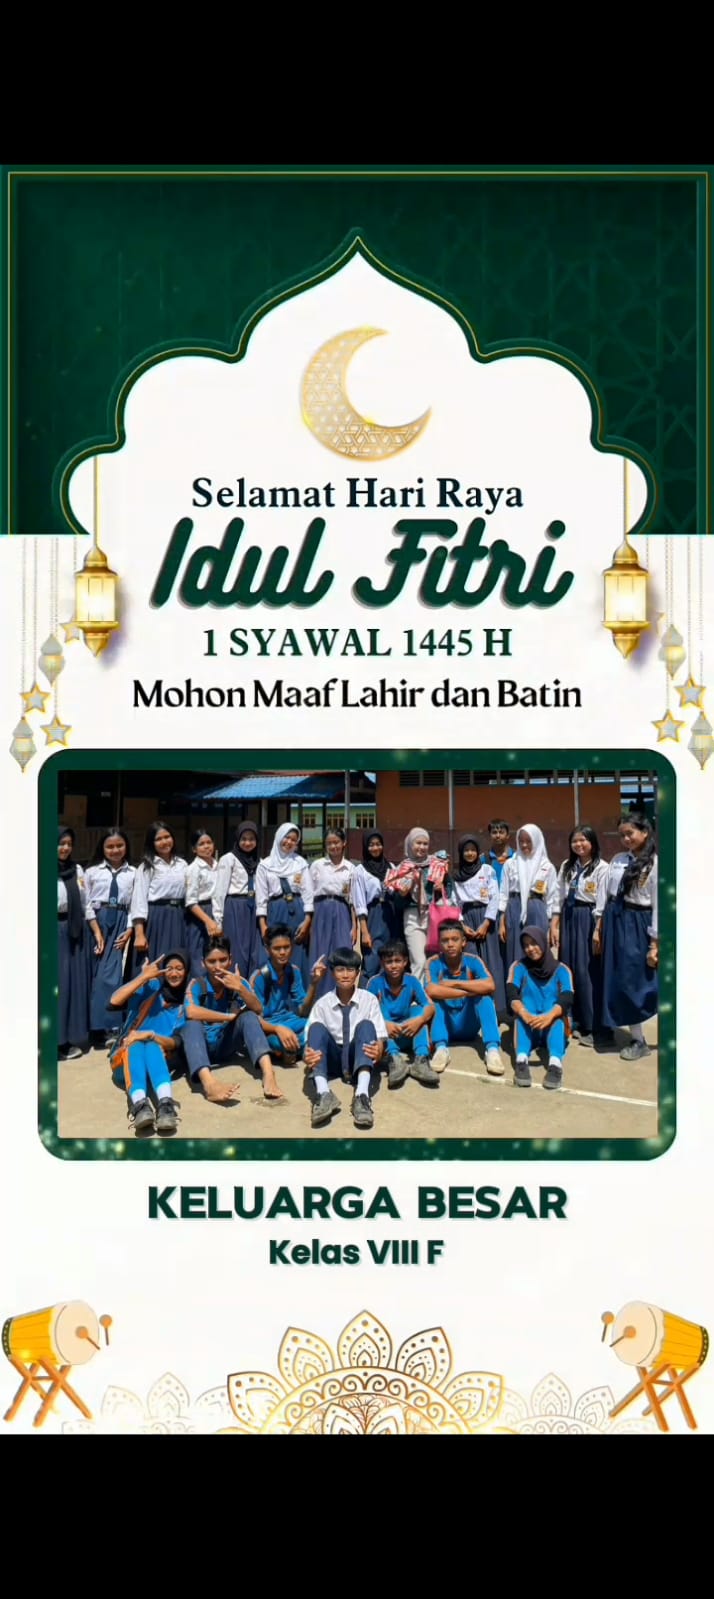 Selamat Hari Raya
Idul Fitri
1 SYAWAL 1445 H
Mohon Maaf Lahir dan Batin
KELUARGA BESAR
Kelas VIII F